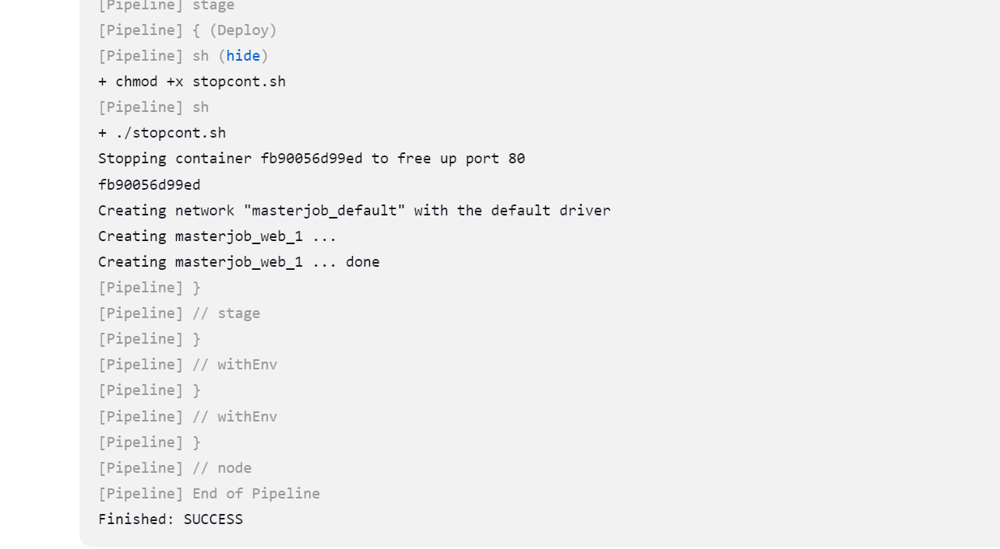 [Pipeline] stage
[Pipeline] { (Deploy)
[Pipeline] sh (hide)
+ chmod +x stopcont.sh
[Pipeline] sh
+ ./stopcont.sh
Stopping container fb90056d99ed to free up port 80
fb90056d99ed
Creating network "masterjob_default" with the default driver
Creating masterjob_web_1 ...
Creating masterjob_web_1 ... done
[Pipeline] }
[Pipeline] // stage
[Pipeline] }
[Pipeline] // withEnv
[Pipeline] }
[Pipeline] // withEnv
[Pipeline] }
[Pipeline] // node
[Pipeline] End of Pipeline
Finished: SUCCESS